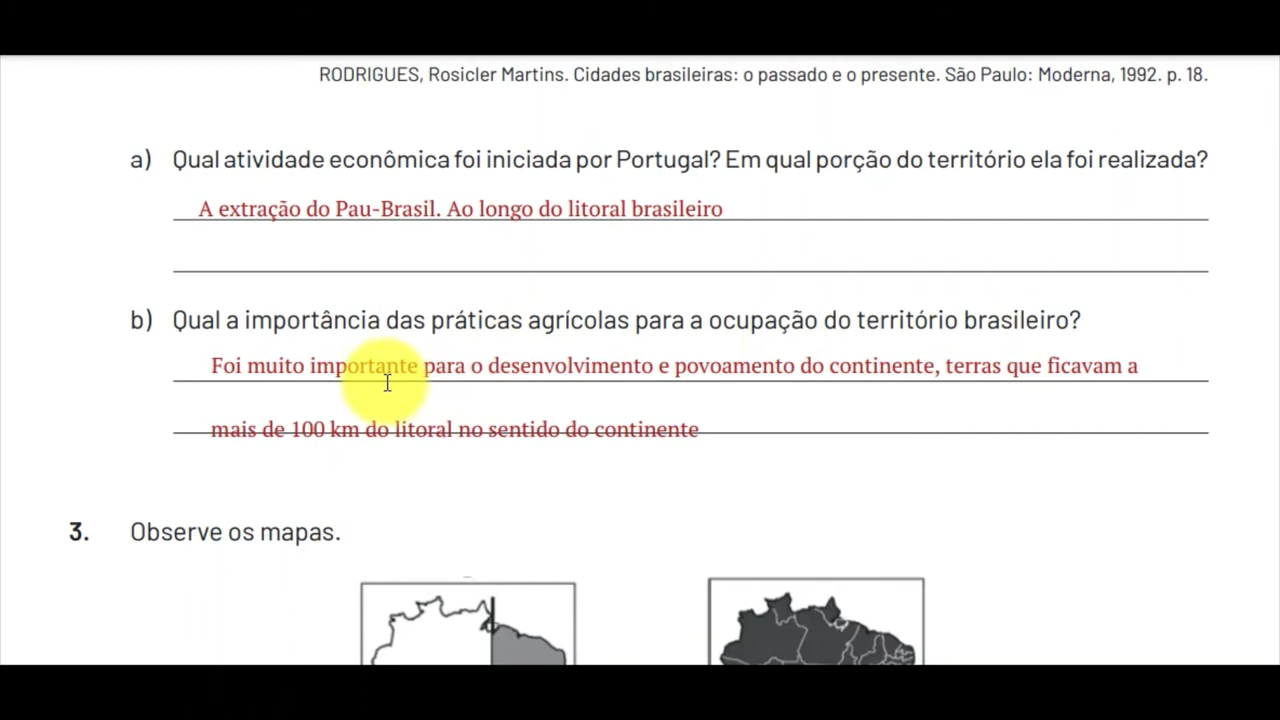 RODRIGUES, Rosicler Martins. Cidades brasileiras: o passado e o presente. São Paulo: Moderna, 1992. p. 18.
a) Qual atividade econômica foi iniciada por Portugal? Em qual porção do território ela foi realizada?
A extração do Pau-Brasil. Ao longo do litoral brasileiro
b) Qual a importância das práticas agrícolas para a ocupação do território brasileiro?
Foi muito importante para o desenvolvimento e povoamento do continente, terras que ficavam a
mais de 100 km do litoral no sentido do continente
3. Observe os mapas.